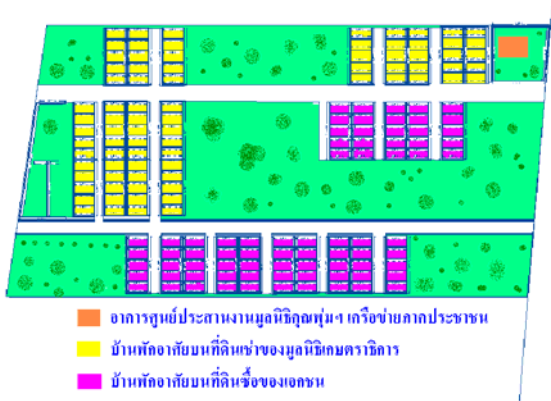 อาคารศูนย์ประสานงานมูลนิธิคุณพุ่มฯ เครือข่ายภาคประชาชน
บ้านพักอาศัยบนที่ดินเช่าของมูลนิธิเกษตราธิการ
บ้านพักอาศัยบนที่ดินซื้อของเอกชน